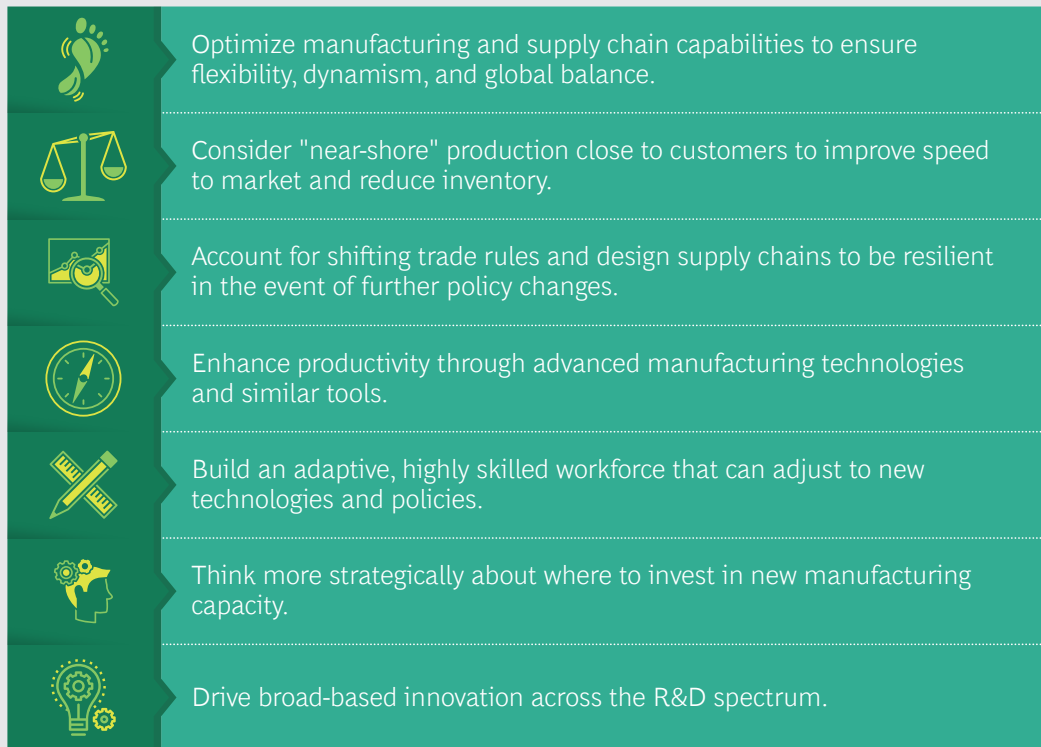 Optimize manufacturing and supply chain capabilities to ensure
flexibility, dynamism, and global balance.
Consider "near-shore" production close to customers to improve speed
to market and reduce inventory.
Account for shifting trade rules and design supply chains to be resilient
in the event of further policy changes.
Enhance productivity through advanced manufacturing technologies
and similar tools.
Build an adaptive, highly skilled workforce that can adjust to new
technologies and policies.
Think more strategically about where to invest in new manufacturing
capacity.
Drive broad-based innovation across the R&D spectrum.